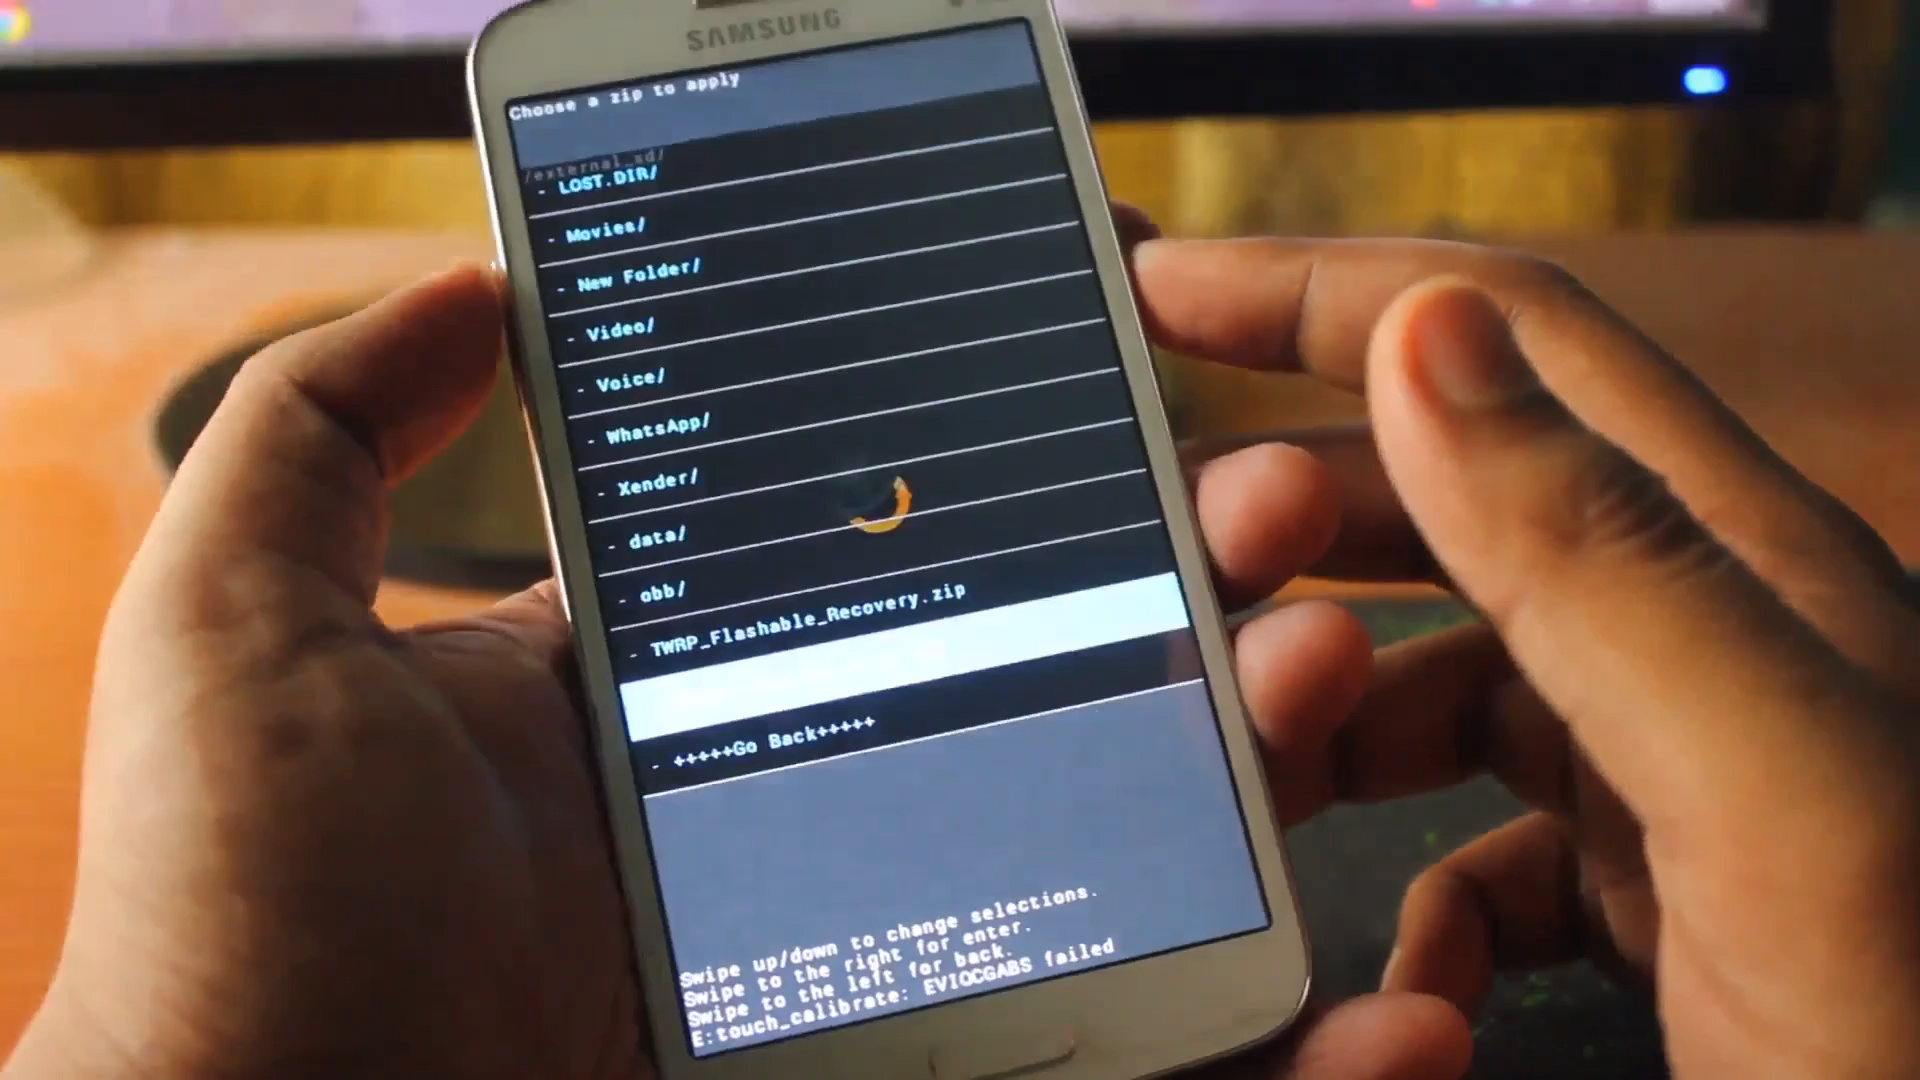 SAMSUNG
Choose a zip to apply
/external_sd/
- LOST.DIR/
- Movies/
- New Folder/
- Video/
- Voice/
- WhatsApp/
- Xender/
- data/
- obb/
- TWRP_Flashable_Recovery.zip
- +++++Go Back+++++
Swipe up/down to change selections.
Swipe to the right for enter.
Swipe to the left for back.
E:touch_calibrate: EVIOCGABS failed